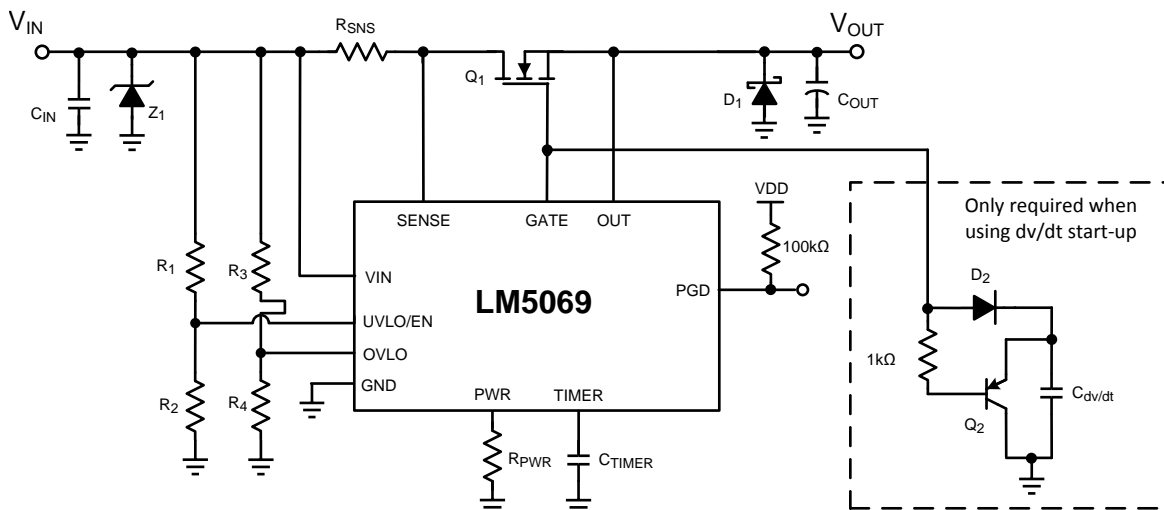 VIN
VOUT
RSNS
Q1
CIN
Z1
D1
COUT
SENSE
GATE
OUT
VDD
100kΩ
Only required when
using dv/dt start-up
R1
R3
VIN
LM5069
PGD
D2
UVLO/EN
OVLO
GND
1kΩ
R2
R4
PWR
TIMER
Q2
Cdv/dt
RPWR
CTIMER